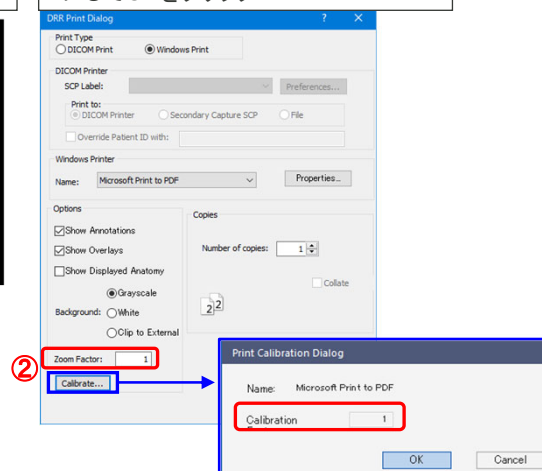 DRR Print Dialog ? ×
Print Type
DICOM Print Windows Print
DICOM Printer
SCP Label: Preferences...
Print to:
DICOM Printer Secondary Capture SCP File
Override Patient ID with:
Windows Printer
Name: Microsoft Print to PDF Properties...
Options
Copies
Show Annotations
Show Overlays
Number of copies: 1
Show Displayed Anatomy
Collate
Grayscale
Background: White
2 2
Clip to External
Zoom Factor: 1
②
Calibrate...
Print Calibration Dialog
Name: Microsoft Print to PDF
Calibration 1
OK Cancel